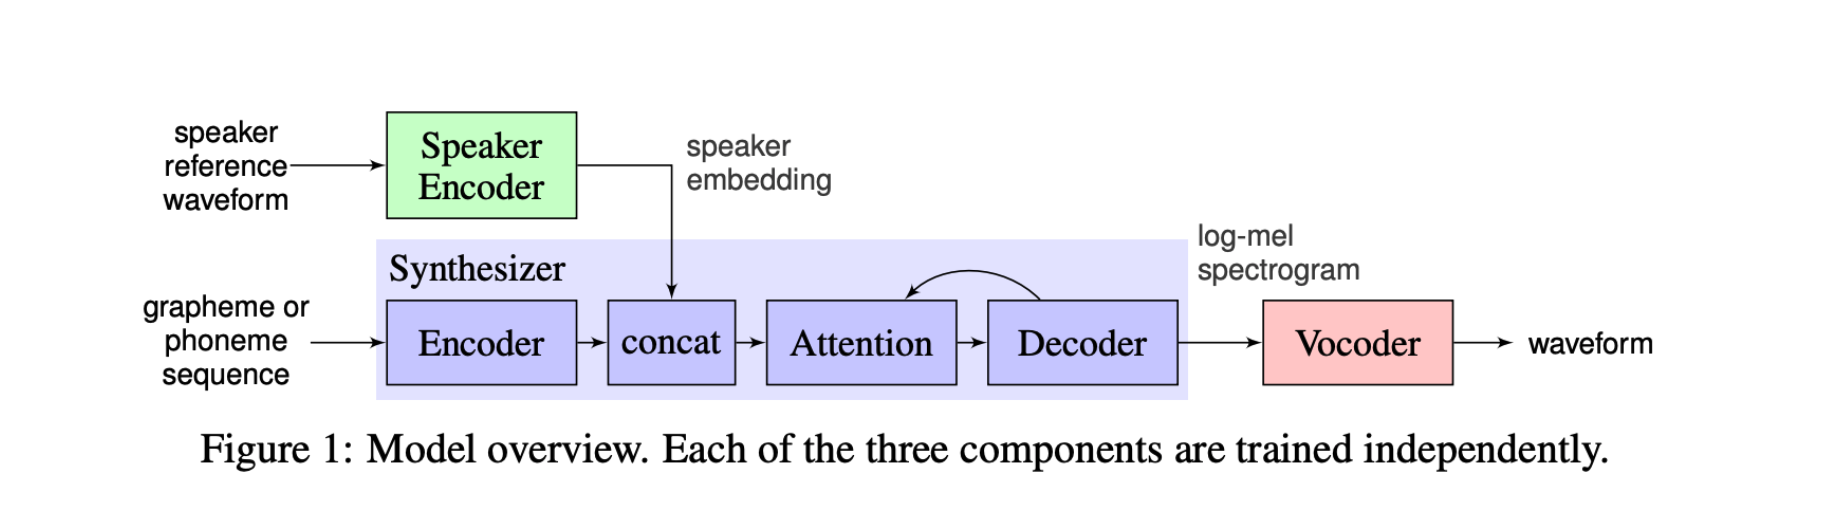 speaker
reference
waveform
Speaker
Encoder
speaker
embedding
log-mel
spectrogram
Synthesizer
grapheme or
phoneme
sequence
Encoder
concat
Attention
Decoder
Vocoder
waveform
Figure 1: Model overview. Each of the three components are trained independently.